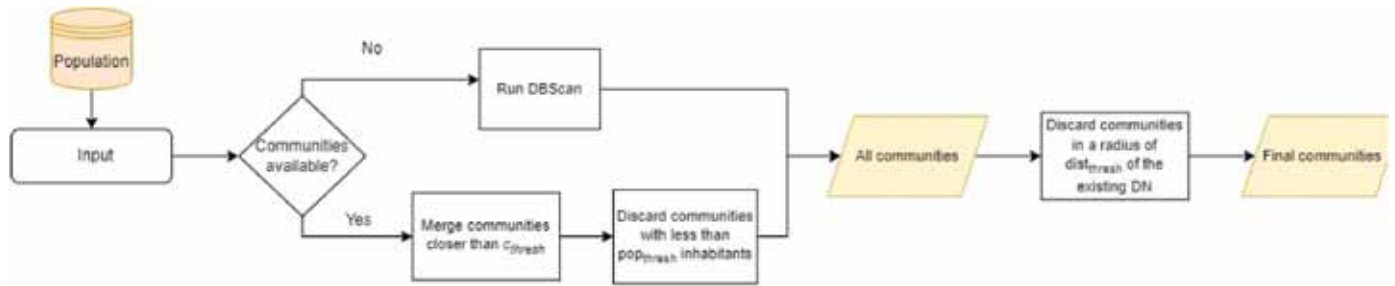 Population
Input
Communities
available?
No
Yes
Run DBScan
Merge communities
closer than c_thresh
Discard communities
with less than
pop_thresh inhabitants
All communities
Discard communities
in a radius of
dist_thresh of the
existing DN
Final communities